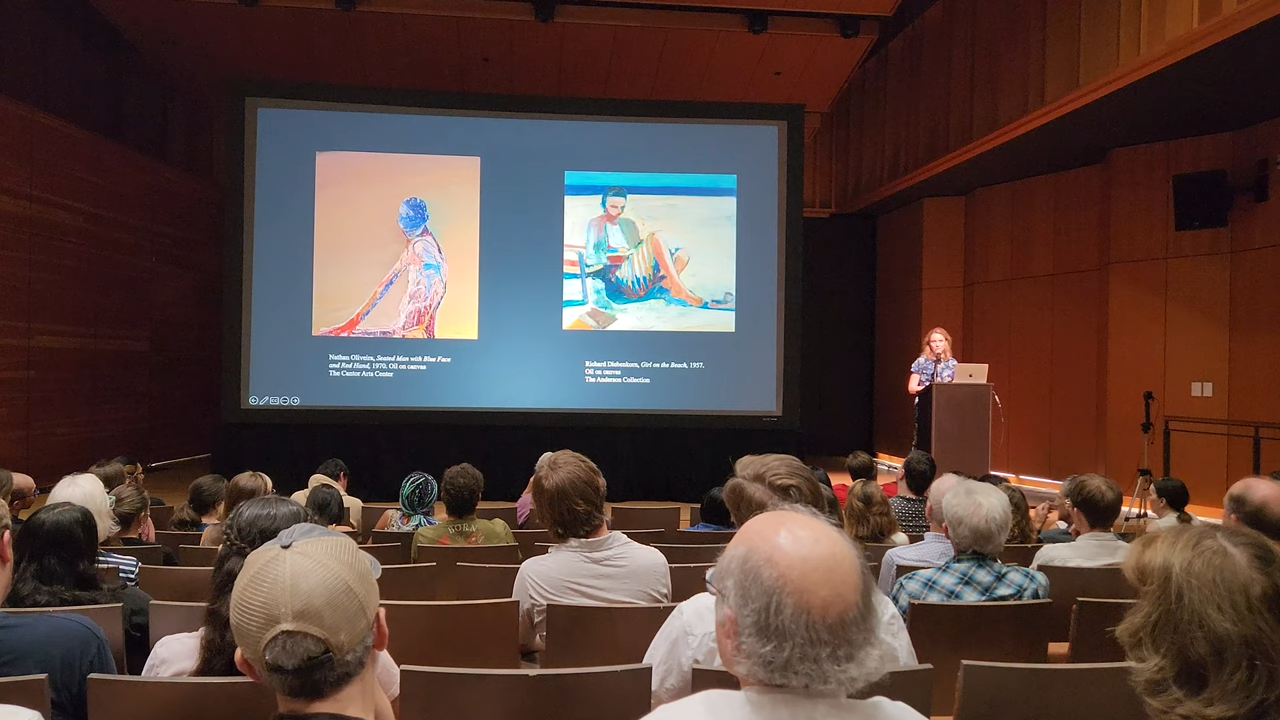 Nathan Oliveira, Seated Man with Blue Face
and Red Hand, 1970. Oil on canvas
The Cantor Arts Center
Richard Diebenkorn, Girl on the Beach, 1957.
Oil on canvas
The Anderson Collection
BORN